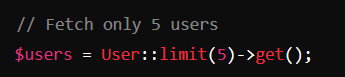 // Fetch only 5 users
$users = User::limit(5)->get();